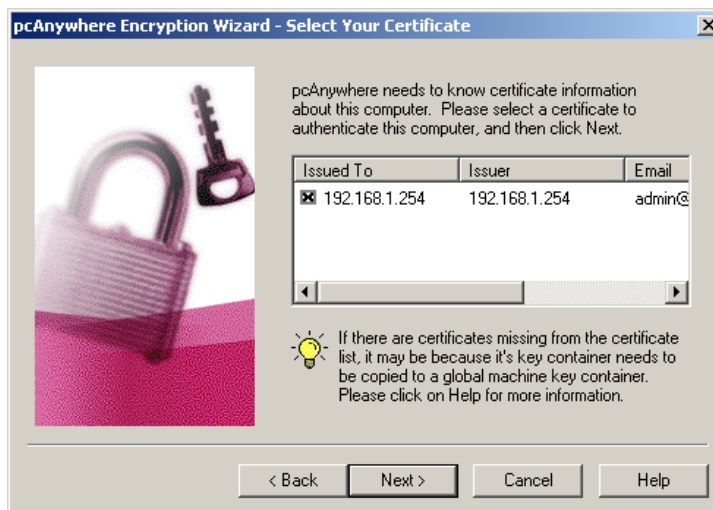 pcAnywhere Encryption Wizard - Select Your Certificate
pcAnywhere needs to know certificate information
about this computer. Please select a certificate to
authenticate this computer, and then click Next.
Issued To Issuer Email
192.168.1.254 192.168.1.254 admin@
If there are certificates missing from the certificate
list, it may be because it's key container needs to
be copied to a global machine key container.
Please click on Help for more information.
< Back Next > Cancel Help